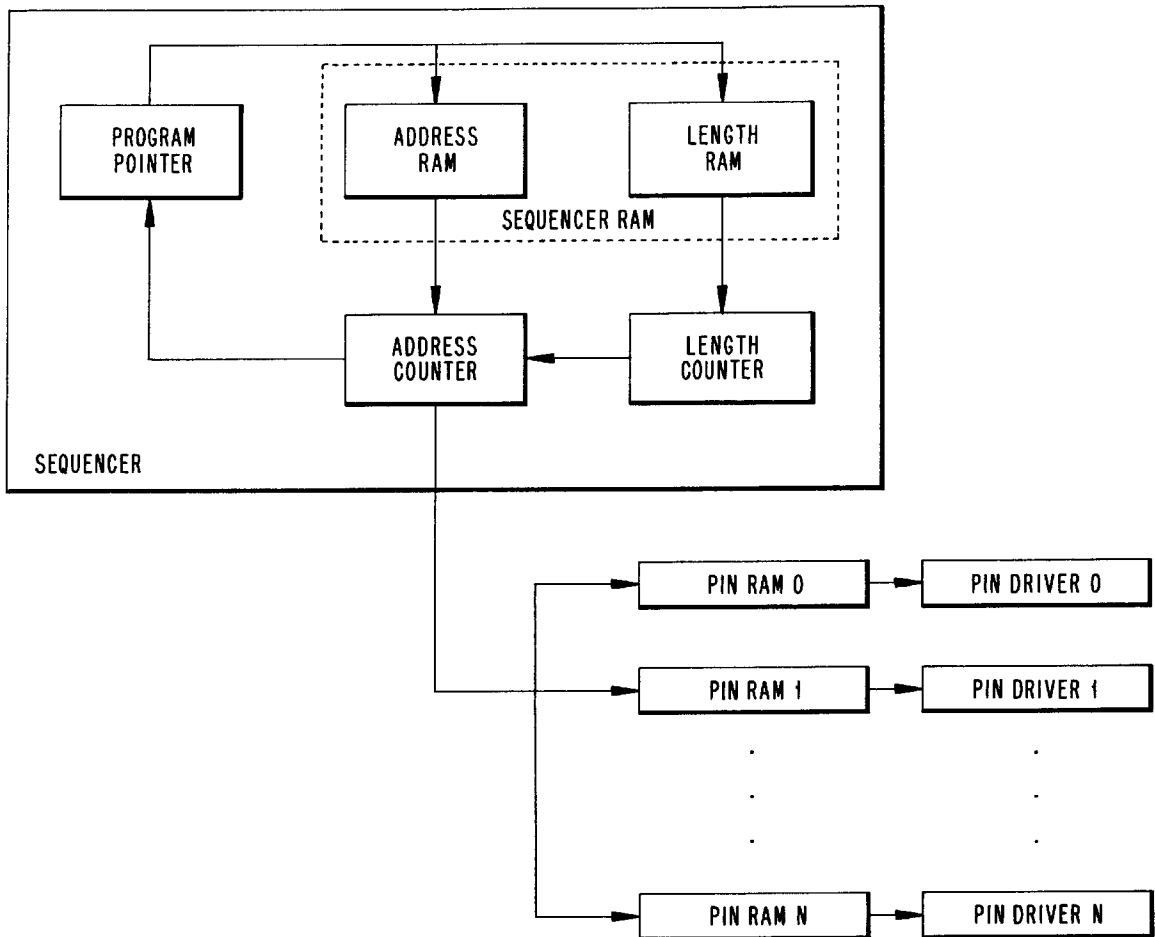 PROGRAM
POINTER
ADDRESS
RAM
LENGTH
RAM
SEQUENCER RAM
ADDRESS
COUNTER
LENGTH
COUNTER
SEQUENCER
PIN RAM 0
PIN DRIVER 0
PIN RAM 1
PIN DRIVER 1
PIN RAM N
PIN DRIVER N